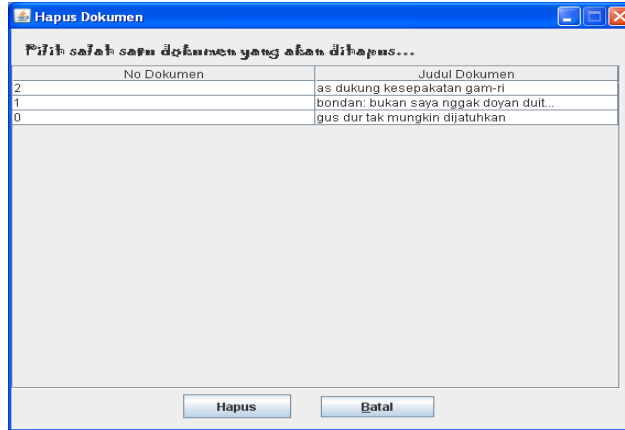 Hapus Dokumen
Pilih salah satu dokumen yang akan dihapus...
No Dokumen Judul Dokumen
2 as dukung kesepakatan gam-ri
1 bondan: bukan saya nggak doyan duit...
0 gus dur tak mungkin dijatuhkan
Hapus Batal